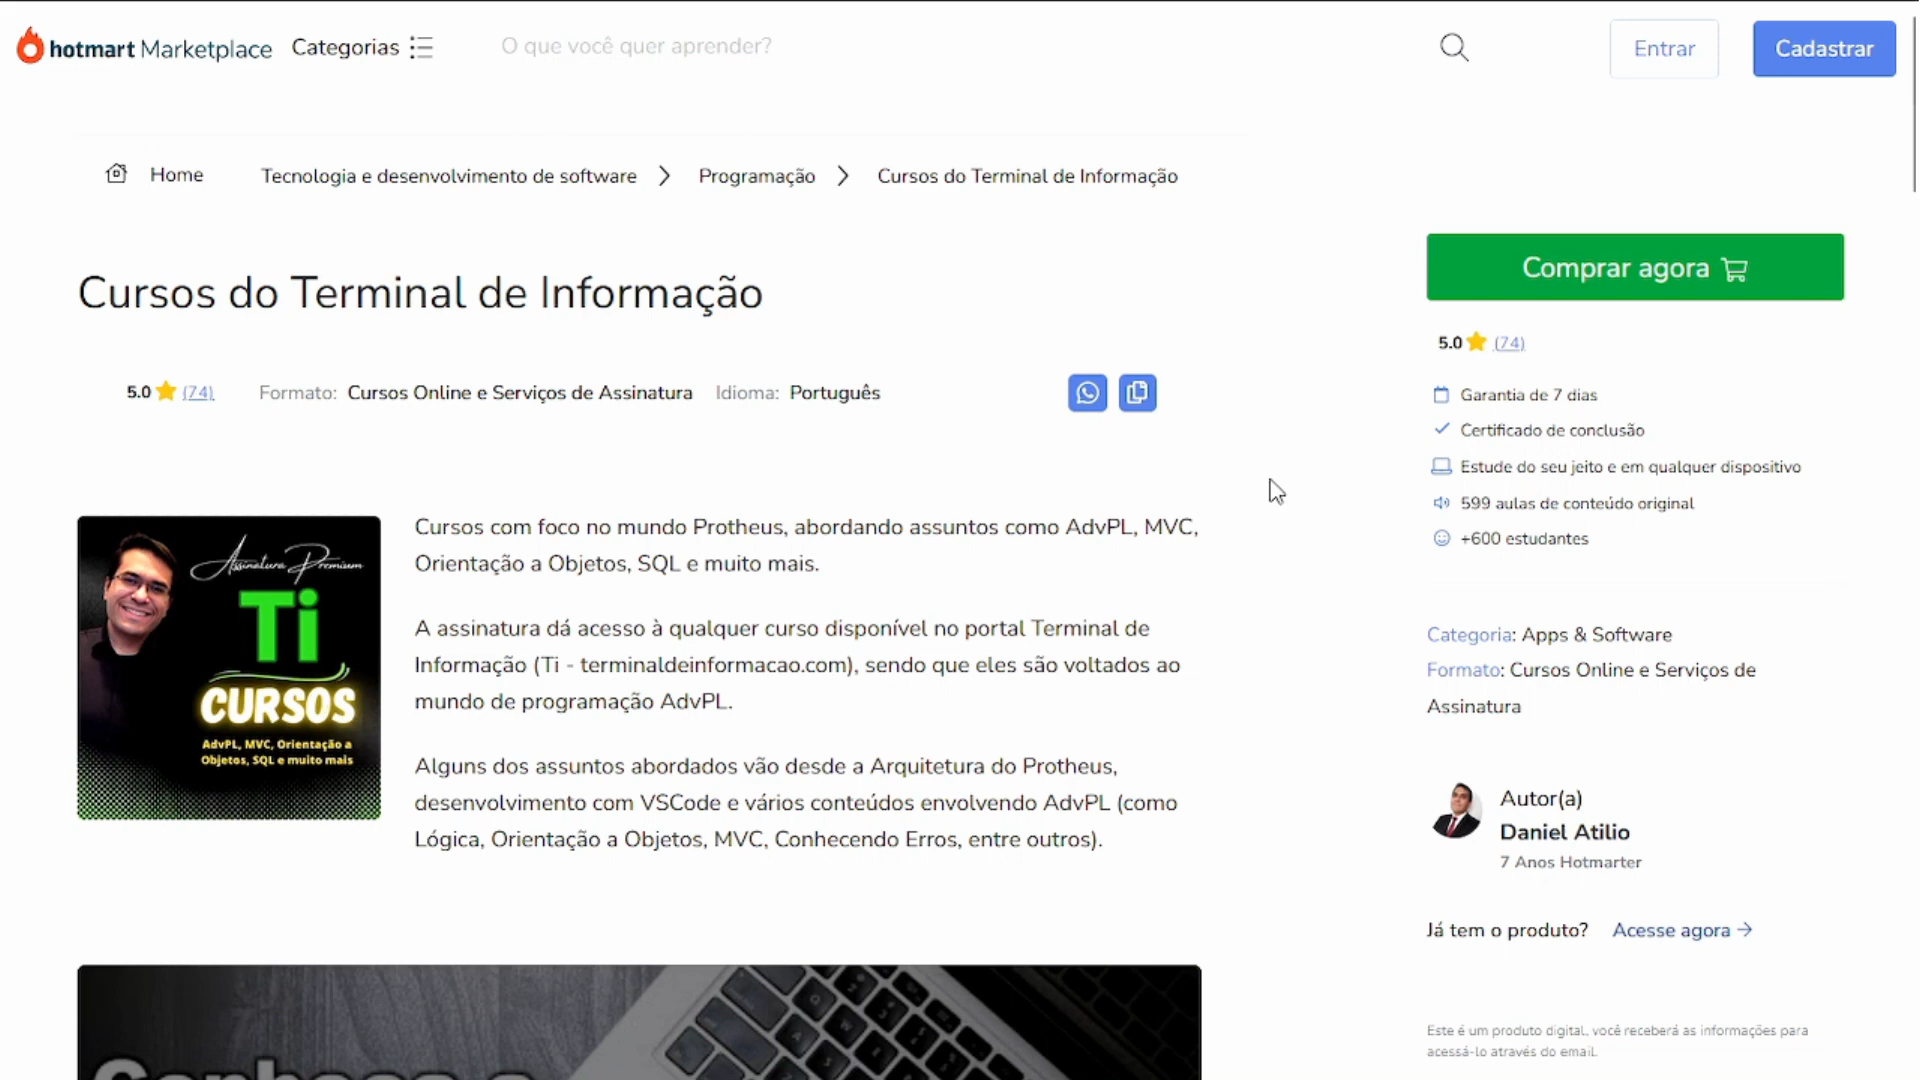 hotmart Marketplace
Categorias
O que você quer aprender?
Entrar
Cadastrar
Home
Tecnologia e desenvolvimento de software
Programação
Cursos do Terminal de Informação
Cursos do Terminal de Informação
5.0 (74)
Formato: Cursos Online e Serviços de Assinatura
Idioma: Português
Assinatura Premium
Ti
CURSOS
AdvPL, MVC, Orientação a
Objetos, SQL e muito mais
Cursos com foco no mundo Protheus, abordando assuntos como AdvPL, MVC,
Orientação a Objetos, SQL e muito mais.
A assinatura dá acesso à qualquer curso disponível no portal Terminal de
Informação (Ti - terminaldeinformacao.com), sendo que eles são voltados ao
mundo de programação AdvPL.
Alguns dos assuntos abordados vão desde a Arquitetura do Protheus,
desenvolvimento com VSCode e vários conteúdos envolvendo AdvPL (como
Lógica, Orientação a Objetos, MVC, Conhecendo Erros, entre outros).
Comprar agora
5.0 (74)
Garantia de 7 dias
Certificado de conclusão
Estude do seu jeito e em qualquer dispositivo
599 aulas de conteúdo original
+600 estudantes
Categoria: Apps & Software
Formato: Cursos Online e Serviços de
Assinatura
Autor(a)
Daniel Atilio
7 Anos Hotmarter
Já tem o produto? Acesse agora
Este é um produto digital, você receberá as informações para
acessá-lo através do email.